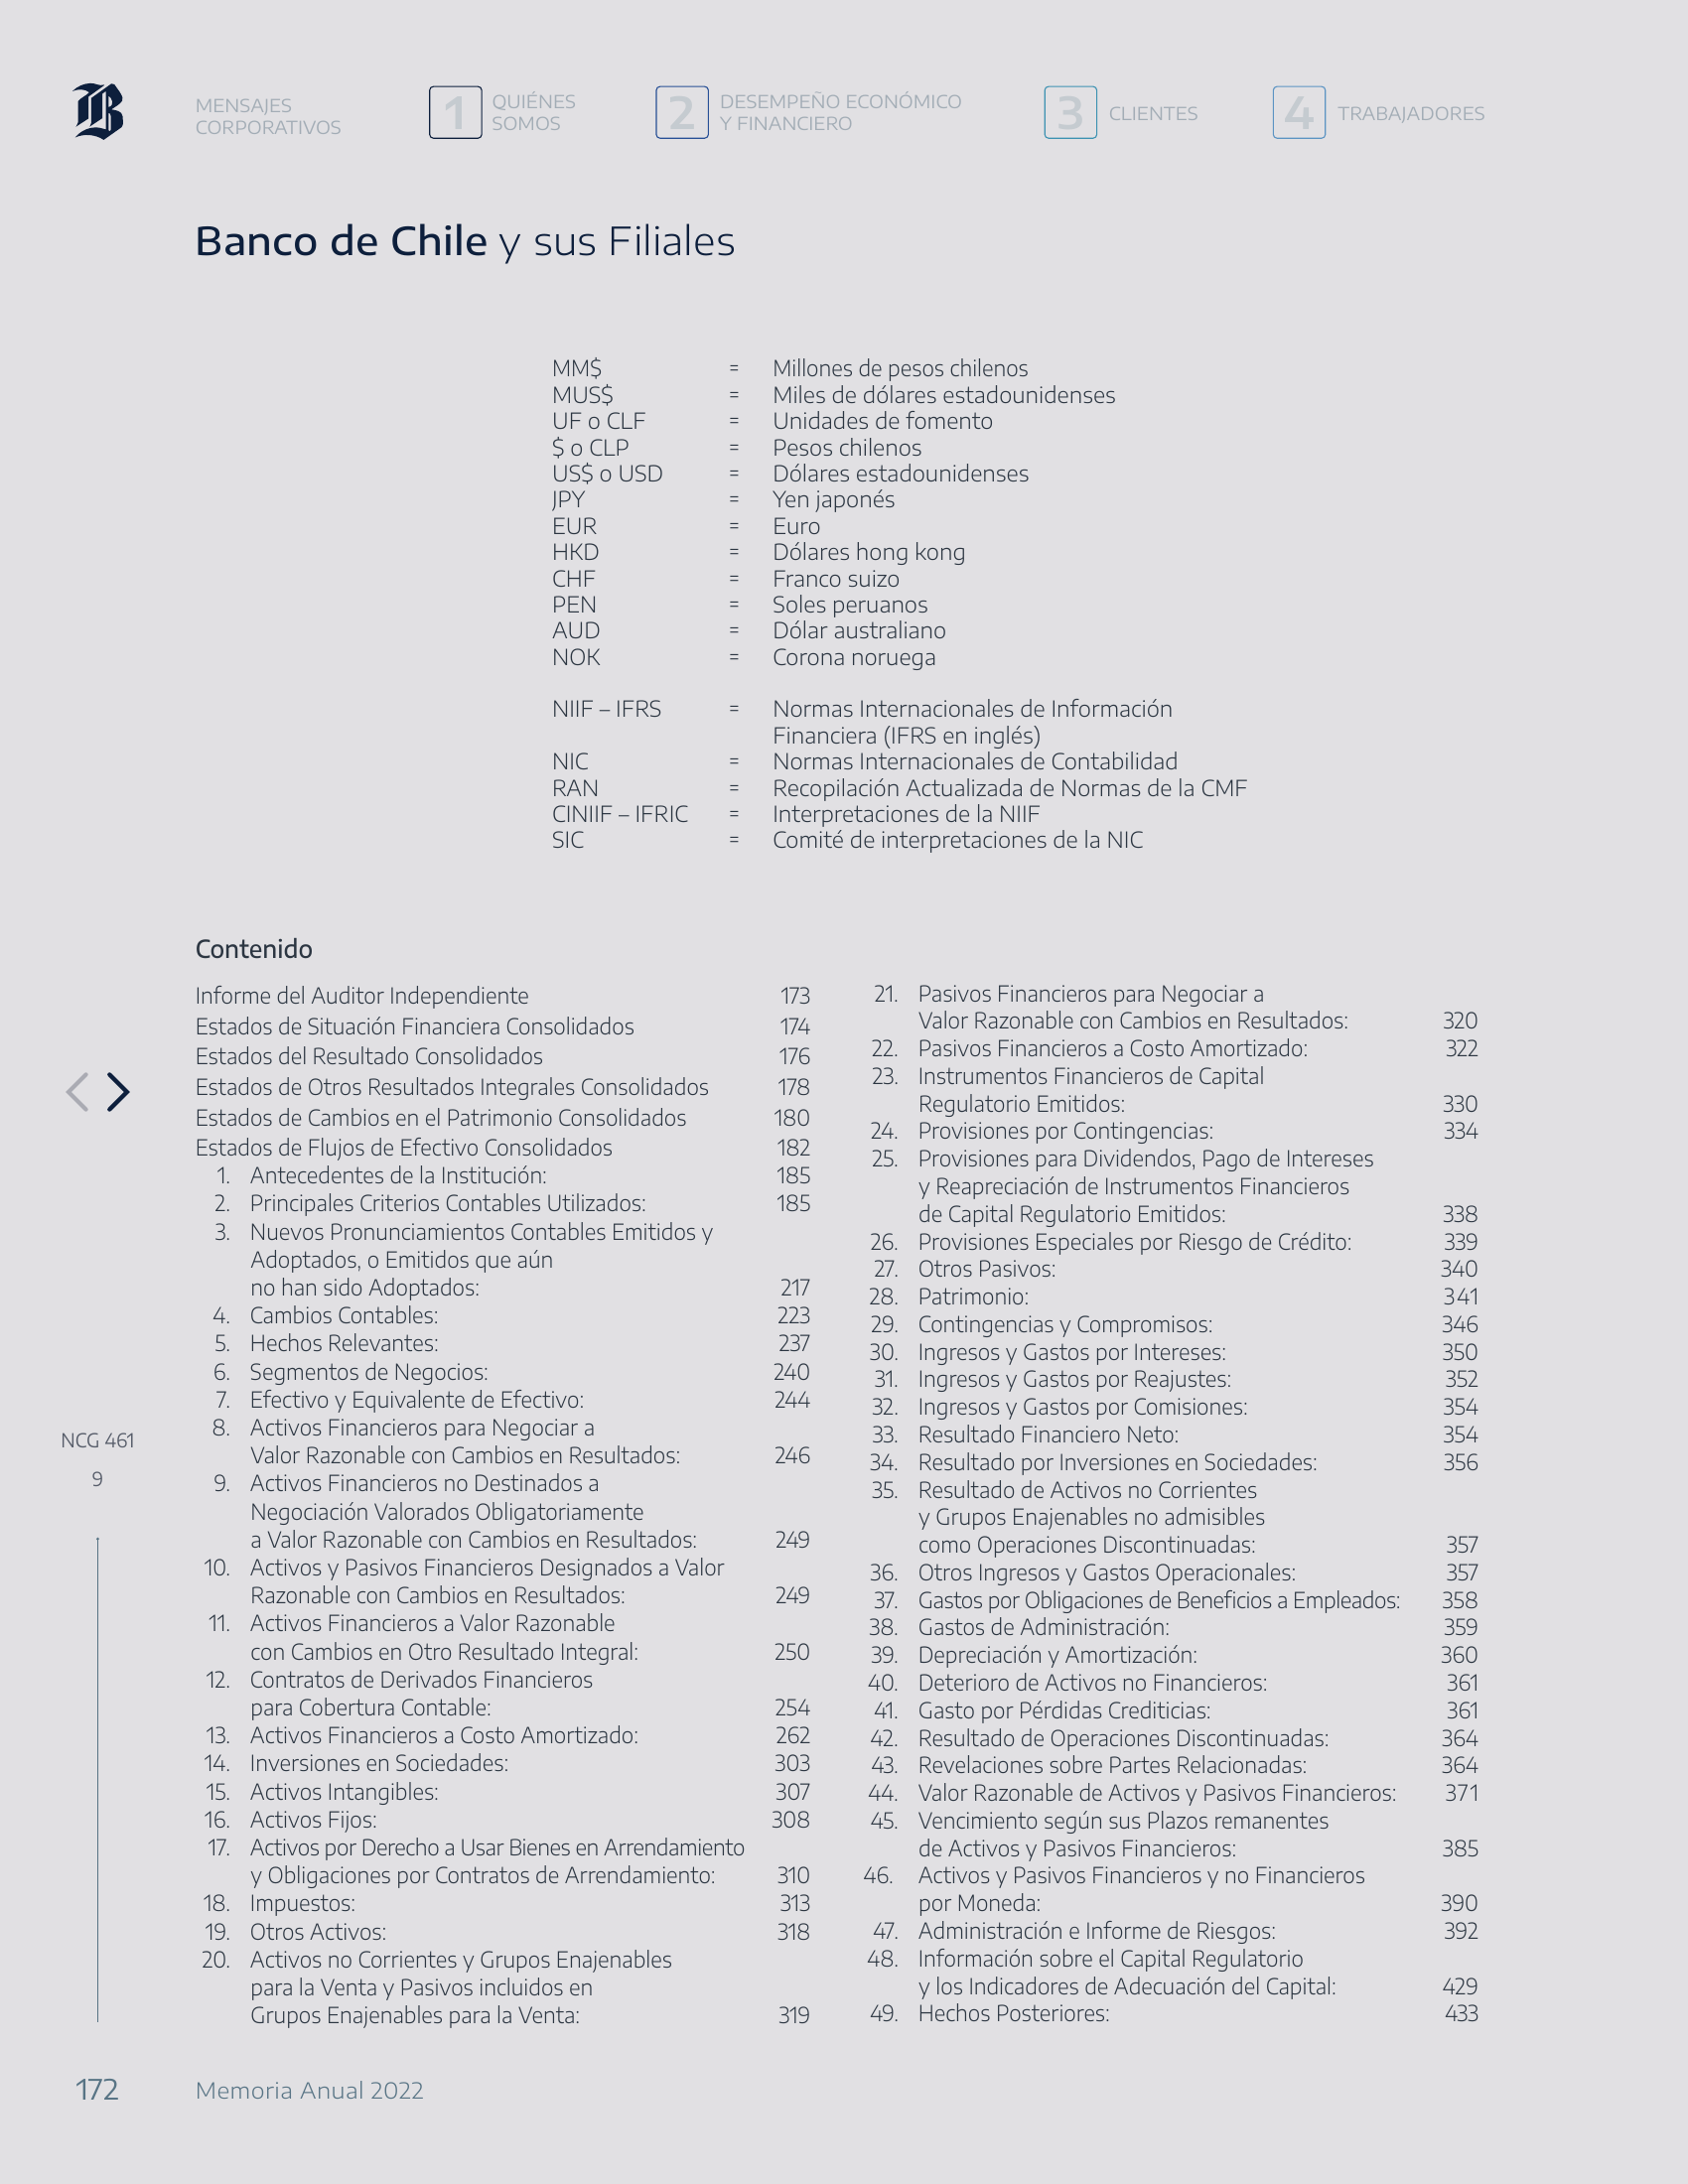 B
MENSAJES
CORPORATIVOS
1
QUIÉNES
SOMOS
2
DESEMPEÑO ECONÓMICO
Y FINANCIERO
3
CLIENTES
4
TRABAJADORES
Banco de Chile y sus Filiales
MM$ = Millones de pesos chilenos
MUS$ = Miles de dólares estadounidenses
UF o CLF = Unidades de fomento
$ o CLP = Pesos chilenos
US$ o USD = Dólares estadounidenses
JPY = Yen japonés
EUR = Euro
HKD = Dólares hong kong
CHF = Franco suizo
PEN = Soles peruanos
AUD = Dólar australiano
NOK = Corona noruega
NIIF – IFRS = Normas Internacionales de Información
Financiera (IFRS en inglés)
NIC = Normas Internacionales de Contabilidad
RAN = Recopilación Actualizada de Normas de la CMF
CINIIF – IFRIC = Interpretaciones de la NIIF
SIC = Comité de interpretaciones de la NIC
Contenido
Informe del Auditor Independiente 173
Estados de Situación Financiera Consolidados 174
Estados del Resultado Consolidados 176
Estados de Otros Resultados Integrales Consolidados 178
Estados de Cambios en el Patrimonio Consolidados 180
Estados de Flujos de Efectivo Consolidados 182
1. Antecedentes de la Institución: 185
2. Principales Criterios Contables Utilizados: 185
3. Nuevos Pronunciamientos Contables Emitidos y
Adoptados, o Emitidos que aún
no han sido Adoptados: 217
4. Cambios Contables: 223
5. Hechos Relevantes: 237
6. Segmentos de Negocios: 240
7. Efectivo y Equivalente de Efectivo: 244
8. Activos Financieros para Negociar a
Valor Razonable con Cambios en Resultados: 246
9. Activos Financieros no Destinados a
Negociación Valorados Obligatoriamente
a Valor Razonable con Cambios en Resultados: 249
10. Activos y Pasivos Financieros Designados a Valor
Razonable con Cambios en Resultados: 249
11. Activos Financieros a Valor Razonable
con Cambios en Otro Resultado Integral: 250
12. Contratos de Derivados Financieros
para Cobertura Contable: 254
13. Activos Financieros a Costo Amortizado: 262
14. Inversiones en Sociedades: 303
15. Activos Intangibles: 307
16. Activos Fijos: 308
17. Activos por Derecho a Usar Bienes en Arrendamiento
y Obligaciones por Contratos de Arrendamiento: 310
18. Impuestos: 313
19. Otros Activos: 318
20. Activos no Corrientes y Grupos Enajenables
para la Venta y Pasivos incluidos en
Grupos Enajenables para la Venta: 319
21. Pasivos Financieros para Negociar a
Valor Razonable con Cambios en Resultados: 320
22. Pasivos Financieros a Costo Amortizado: 322
23. Instrumentos Financieros de Capital
Regulatorio Emitidos: 330
24. Provisiones por Contingencias: 334
25. Provisiones para Dividendos, Pago de Intereses
y Reapreciación de Instrumentos Financieros
de Capital Regulatorio Emitidos: 338
26. Provisiones Especiales por Riesgo de Crédito: 339
27. Otros Pasivos: 340
28. Patrimonio: 341
29. Contingencias y Compromisos: 346
30. Ingresos y Gastos por Intereses: 350
31. Ingresos y Gastos por Reajustes: 352
32. Ingresos y Gastos por Comisiones: 354
33. Resultado Financiero Neto: 354
34. Resultado por Inversiones en Sociedades: 356
35. Resultado de Activos no Corrientes
y Grupos Enajenables no admisibles
como Operaciones Discontinuadas: 357
36. Otros Ingresos y Gastos Operacionales: 357
37. Gastos por Obligaciones de Beneficios a Empleados: 358
38. Gastos de Administración: 359
39. Depreciación y Amortización: 360
40. Deterioro de Activos no Financieros: 361
41. Gasto por Pérdidas Crediticias: 361
42. Resultado de Operaciones Discontinuadas: 364
43. Revelaciones sobre Partes Relacionadas: 364
44. Valor Razonable de Activos y Pasivos Financieros: 371
45. Vencimiento según sus Plazos remanentes
de Activos y Pasivos Financieros: 385
46. Activos y Pasivos Financieros y no Financieros
por Moneda: 390
47. Administración e Informe de Riesgos: 392
48. Información sobre el Capital Regulatorio
y los Indicadores de Adecuación del Capital: 429
49. Hechos Posteriores: 433
NCG 461
9
172 Memoria Anual 2022